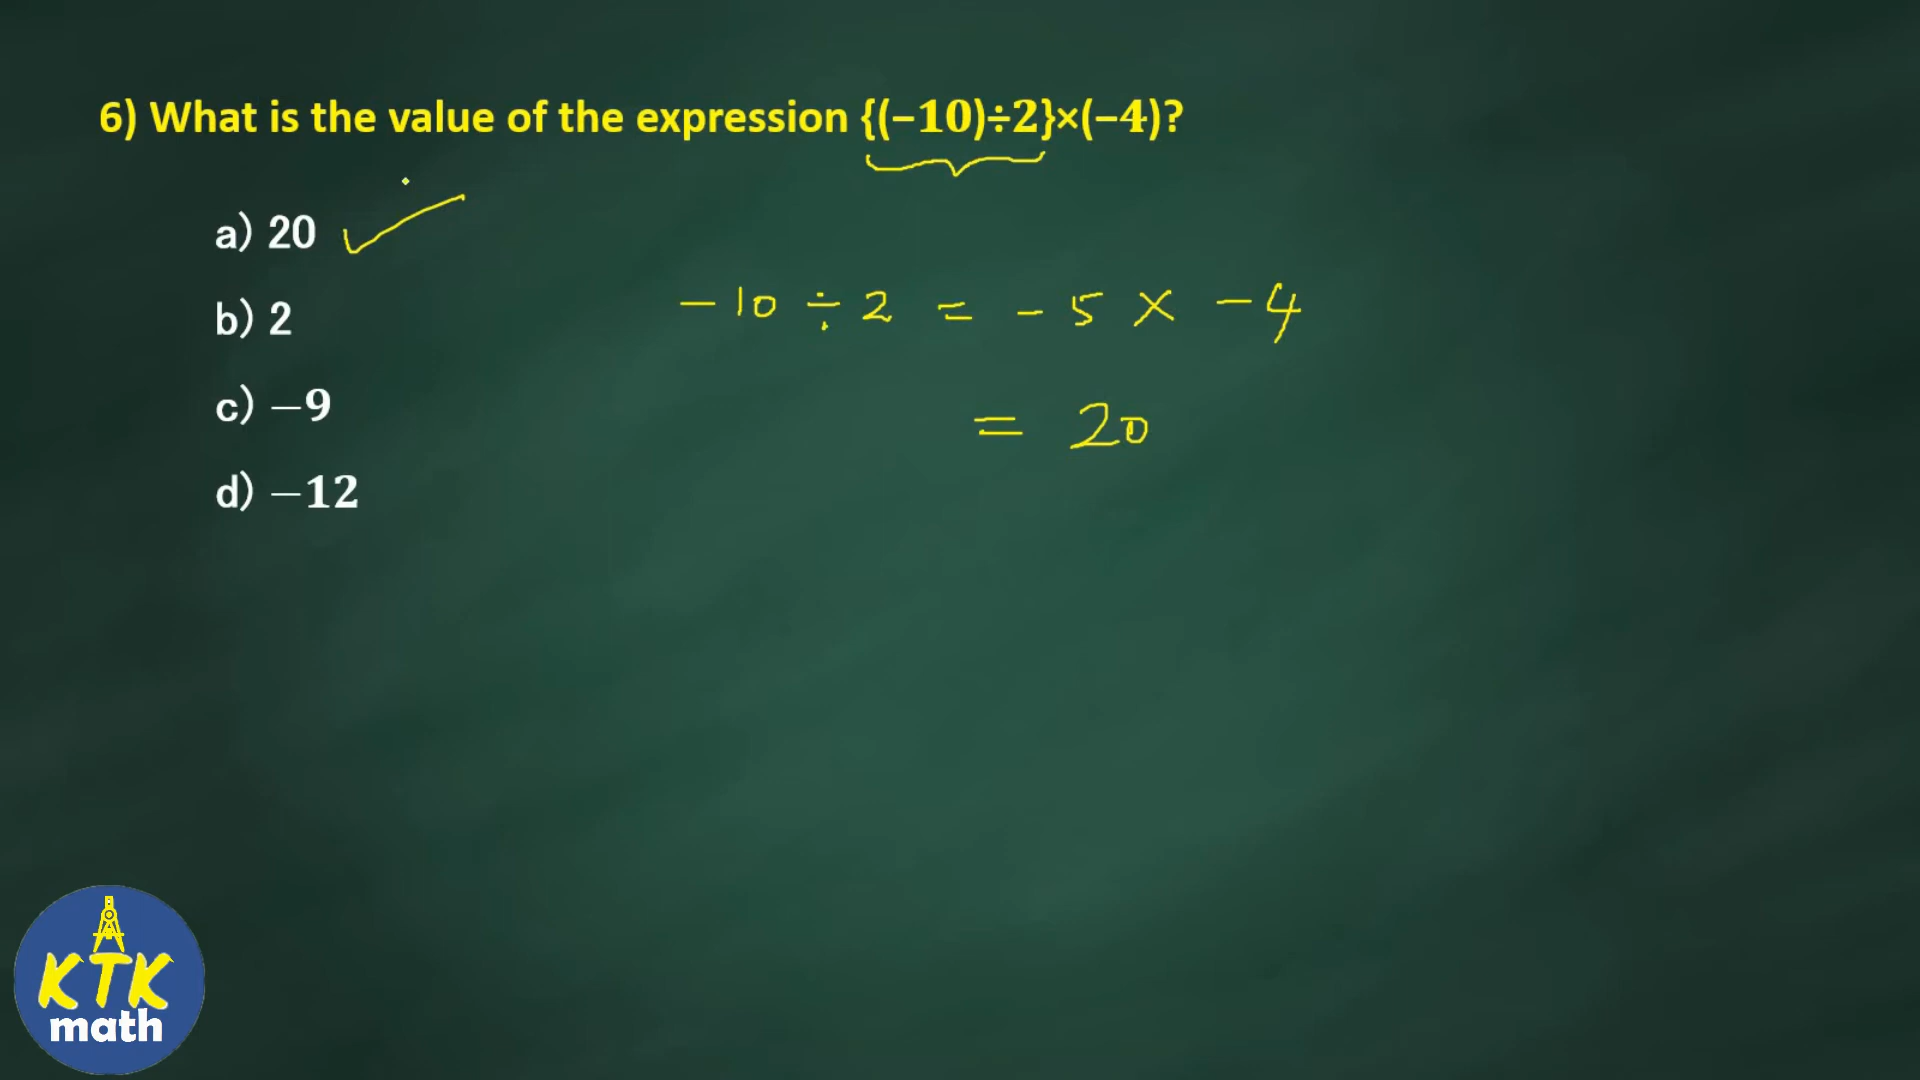 6) What is the value of the expression {(−10)÷2}×(−4)?
a) 20
b) 2
c) −9
d) −12
−10 ÷ 2 = −5 × −4
= 20
KTK
math